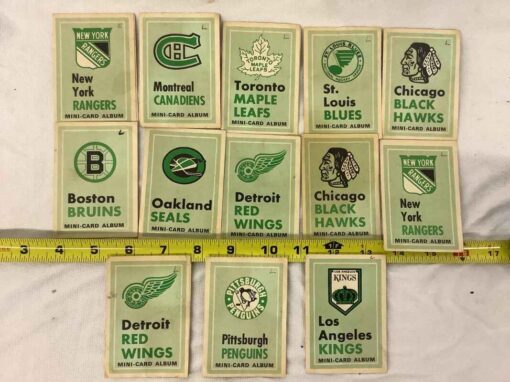 NEW YORK
RANGERS
New
York
RANGERS
MINI-CARD ALBUM
Montreal
CANADIENS
MINI-CARD ALBUM
TORONTO
MAPLE
LEAFS
Toronto
MAPLE
LEAFS
MINI-CARD ALBUM
ST. LOUIS BLUES
St.
Louis
BLUES
MINI-CARD ALBUM
Chicago
BLACK
HAWKS
MINI-CARD ALBUM
B
Boston
BRUINS
MINI-CARD ALBUM
Oakland
SEALS
MINI-CARD ALBUM
Detroit
RED
WINGS
MINI-CARD ALBUM
Chicago
BLACK
HAWKS
MINI-CARD ALBUM
NEW YORK
RANGERS
New
York
RANGERS
MINI-CARD ALBUM
3 4 5 6 7 8 9 10 11 17
Detroit
RED
WINGS
MINI-CARD ALBUM
PITTSBURGH
PENGUINS
Pittsburgh
PENGUINS
MINI-CARD ALBUM
LOS ANGELES
KINGS
Los
Angeles
KINGS
MINI-CARD ALBUM